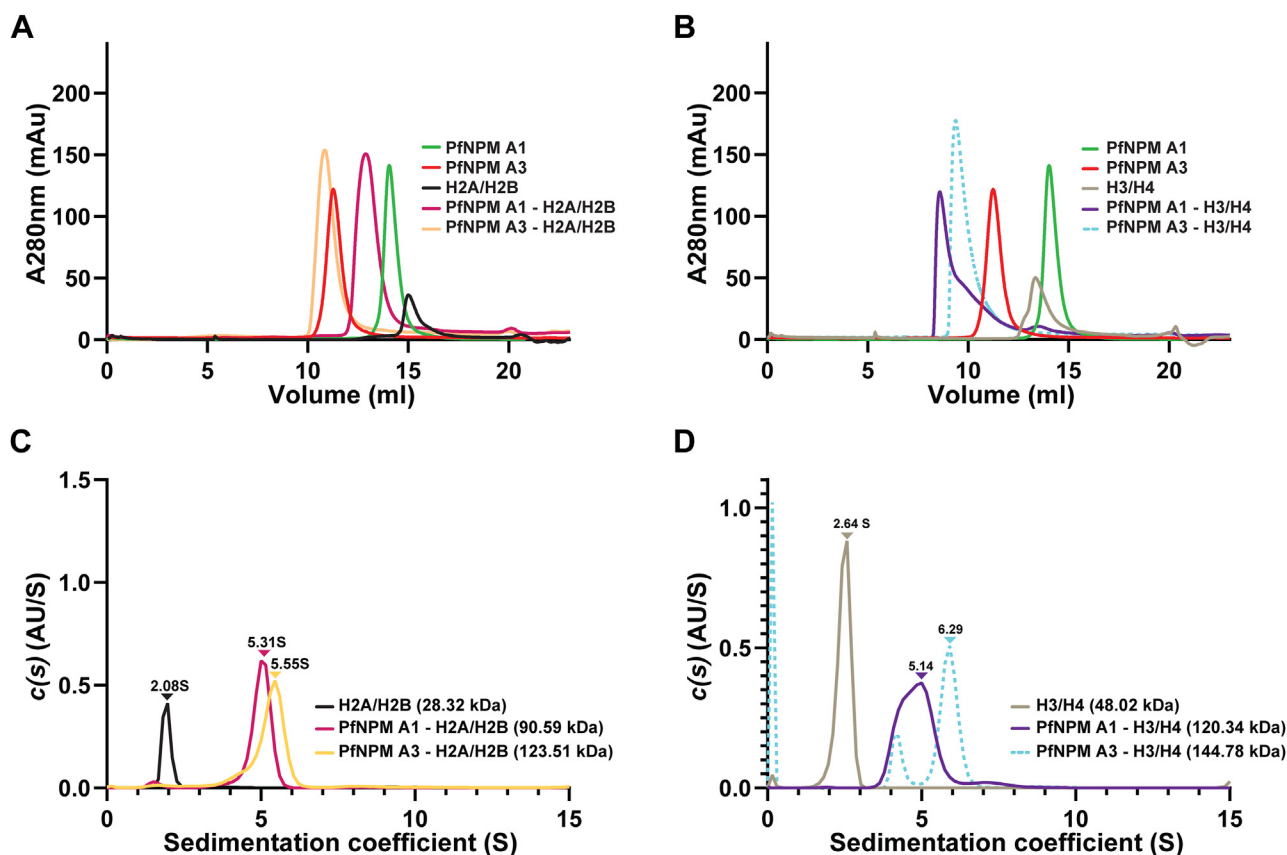 A
A280nm (mAu)
200
150
100
50
0
0 5 10 15 20
Volume (ml)
PfNPM A1
PfNPM A3
H2A/H2B
PfNPM A1 - H2A/H2B
PfNPM A3 - H2A/H2B
B
A280nm (mAu)
200
150
100
50
0
0 5 10 15 20
Volume (ml)
PfNPM A1
PfNPM A3
H3/H4
PfNPM A1 - H3/H4
PfNPM A3 - H3/H4
C
c(s) (AU/S)
1.5
1.0
0.5
0.0
0 5 10 15
Sedimentation coefficient (S)
2.08S
5.31S
5.55S
H2A/H2B (28.32 kDa)
PfNPM A1 - H2A/H2B (90.59 kDa)
PfNPM A3 - H2A/H2B (123.51 kDa)
D
c(s) (AU/S)
1.0
0.5
0.0
0 5 10 15
Sedimentation coefficient (S)
2.64 S
5.14
6.29
H3/H4 (48.02 kDa)
PfNPM A1 - H3/H4 (120.34 kDa)
PfNPM A3 - H3/H4 (144.78 kDa)